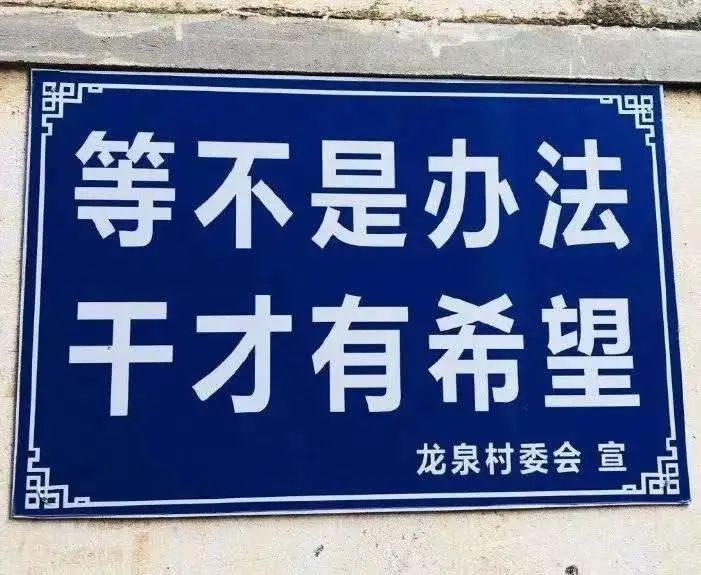 等不是办法
干才有希望
龙泉村委会 宣